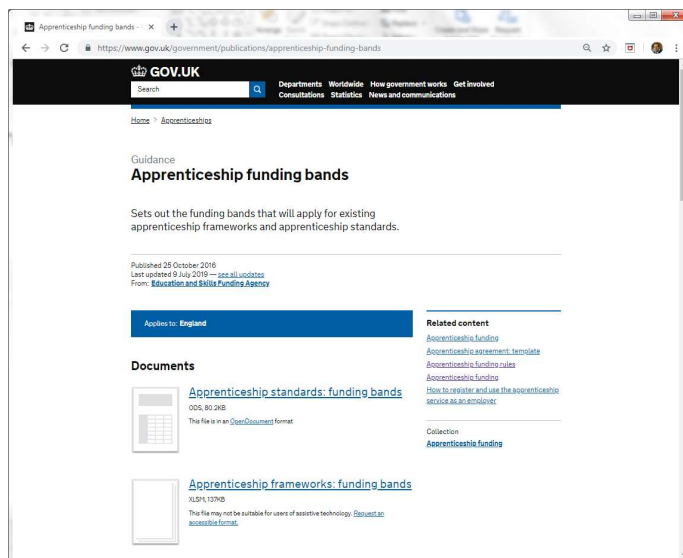 Apprenticeship funding bands -
https://www.gov.uk/government/publications/apprenticeship-funding-bands
GOV.UK
Search
Departments Worldwide How government works Get involved
Consultations Statistics News and communications
Home > Apprenticeships
Guidance
Apprenticeship funding bands
Sets out the funding bands that will apply for existing
apprenticeship frameworks and apprenticeship standards.
Published 25 October 2016
Last updated 9 July 2019 — see all updates
From: Education and Skills Funding Agency
Applies to: England
Related content
Apprenticeship funding
Apprenticeship agreement: template
Apprenticeship funding rules
Apprenticeship funding
How to register and use the apprenticeship
service as an employer
Collection
Apprenticeship funding
Documents
Apprenticeship standards: funding bands
ODS, 80.2KB
This file is in an OpenDocument format
Apprenticeship frameworks: funding bands
XLSM, 137KB
This file may not be suitable for users of assistive technology. Request an
accessible format.